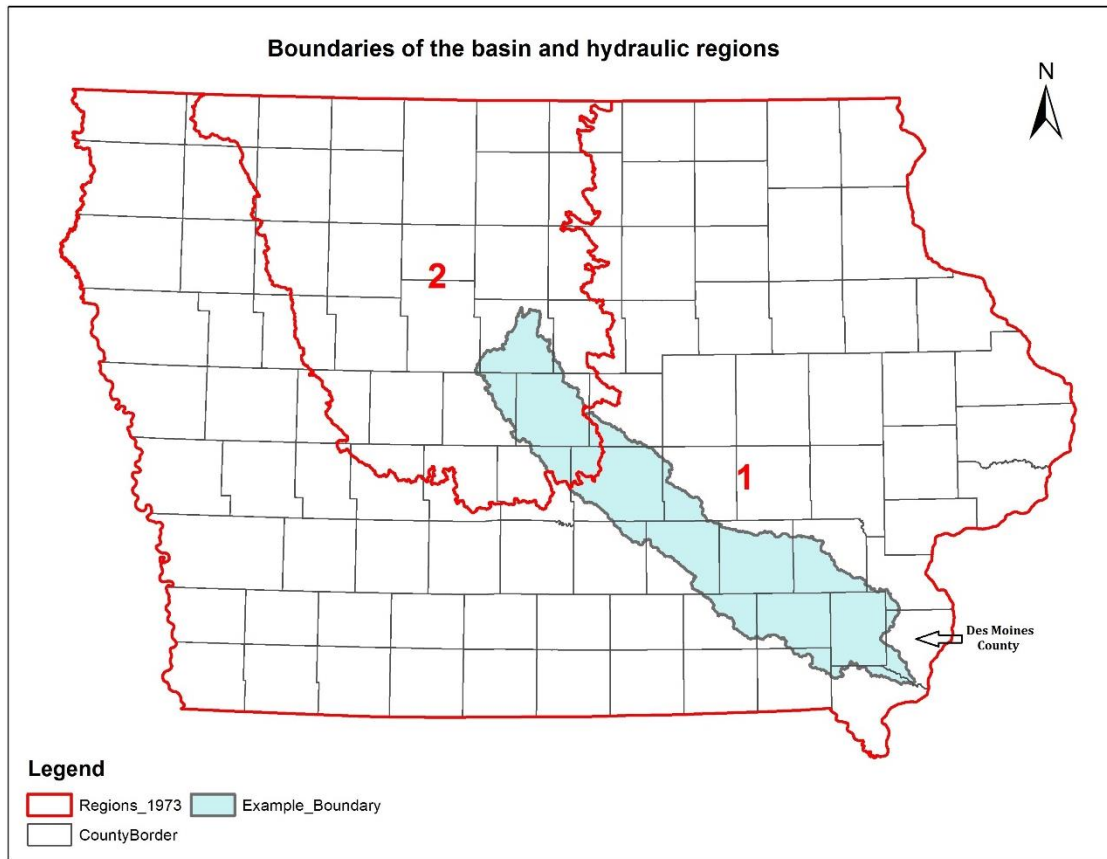 Boundaries of the basin and hydraulic regions
N
2
1
Des Moines
County
Legend
Regions_1973 Example_Boundary
CountyBorder